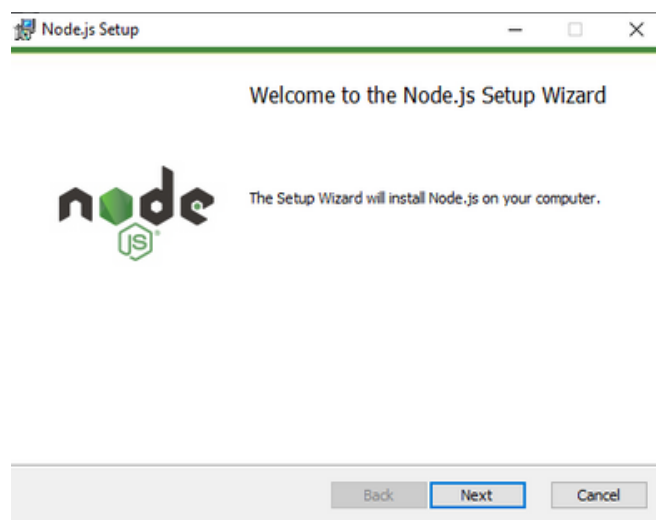 Node.js Setup
Welcome to the Node.js Setup Wizard
node
JS
The Setup Wizard will install Node.js on your computer.
Back Next Cancel